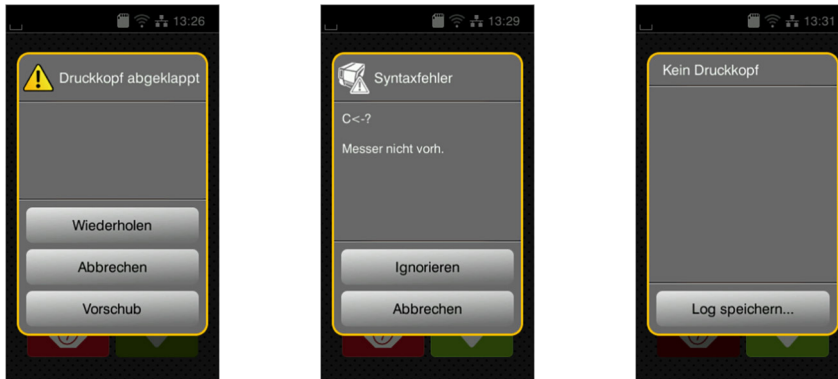 13:26
Druckkopf abgeklappt
Wiederholen
Abbrechen
Vorschub
13:29
Syntaxfehler
C<-?
Messer nicht vorh.
Ignorieren
Abbrechen
13:31
Kein Druckkopf
Log speichern...